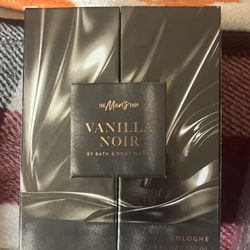 THE Men's SHOP
VANILLA
NOIR
BY BATH & BODY WORKS
COLOGNE